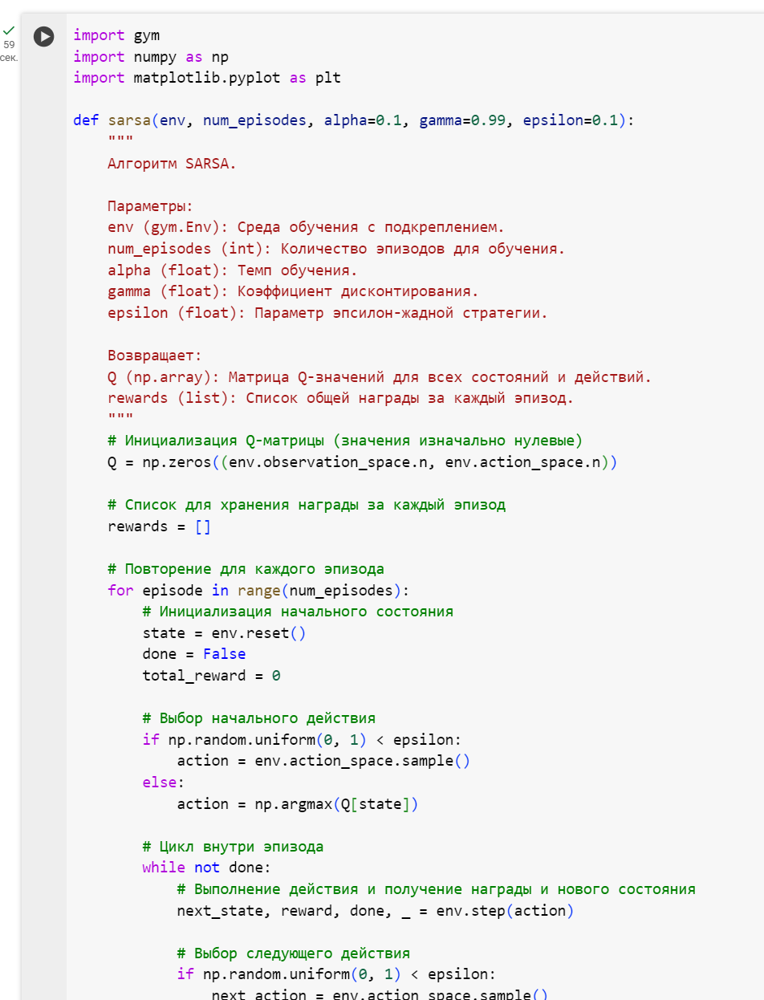 59
сек.
import gym
import numpy as np
import matplotlib.pyplot as plt

def sarsa(env, num_episodes, alpha=0.1, gamma=0.99, epsilon=0.1):
    """
    Алгоритм SARSA.

    Параметры:
    env (gym.Env): Среда обучения с подкреплением.
    num_episodes (int): Количество эпизодов для обучения.
    alpha (float): Темп обучения.
    gamma (float): Коэффициент дисконтирования.
    epsilon (float): Параметр эпсилон-жадной стратегии.

    Возвращает:
    Q (np.array): Матрица Q-значений для всех состояний и действий.
    rewards (list): Список общей награды за каждый эпизод.
    """
    # Инициализация Q-матрицы (значения изначально нулевые)
    Q = np.zeros((env.observation_space.n, env.action_space.n))

    # Список для хранения награды за каждый эпизод
    rewards = []

    # Повторение для каждого эпизода
    for episode in range(num_episodes):
        # Инициализация начального состояния
        state = env.reset()
        done = False
        total_reward = 0

        # Выбор начального действия
        if np.random.uniform(0, 1) < epsilon:
            action = env.action_space.sample()
        else:
            action = np.argmax(Q[state])

        # Цикл внутри эпизода
        while not done:
            # Выполнение действия и получение награды и нового состояния
            next_state, reward, done, _ = env.step(action)

            # Выбор следующего действия
            if np.random.uniform(0, 1) < epsilon:
                next_action = env.action_space.sample()